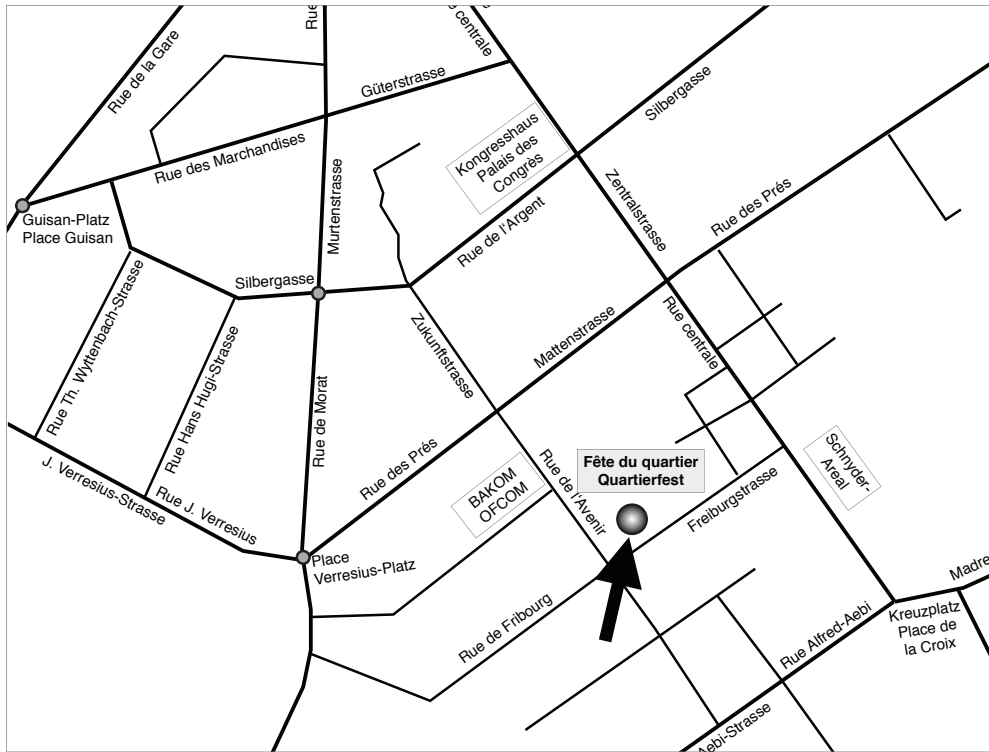 Rue de la Gare
Rue
centrale
Güterstrasse
Silbergasse
Rue des Marchandises
Kongresshaus
Palais des
Congrès
Murtenstrasse
Zentralstrasse
Rue des Prés
Guisan-Platz
Place Guisan
Rue de l'Argent
Silbergasse
Rue Th. Wyttenbach-Strasse
Rue Hans Hugi-Strasse
Zukunftstrasse
Mattenstrasse
Rue centrale
Rue de Morat
Rue des Prés
J. Verresius-Strasse
Rue J. Verresius
BAKOM
OFCOM
Rue de l'Avenir
Fête du quartier
Quartierfest
Freiburgstrasse
Schnyder-
Areal
Place
Verresius-Platz
Rue de Fribourg
Madre
Kreuzplatz
Place de
la Croix
Rue Alfred-Aebi
Aebi-Strasse